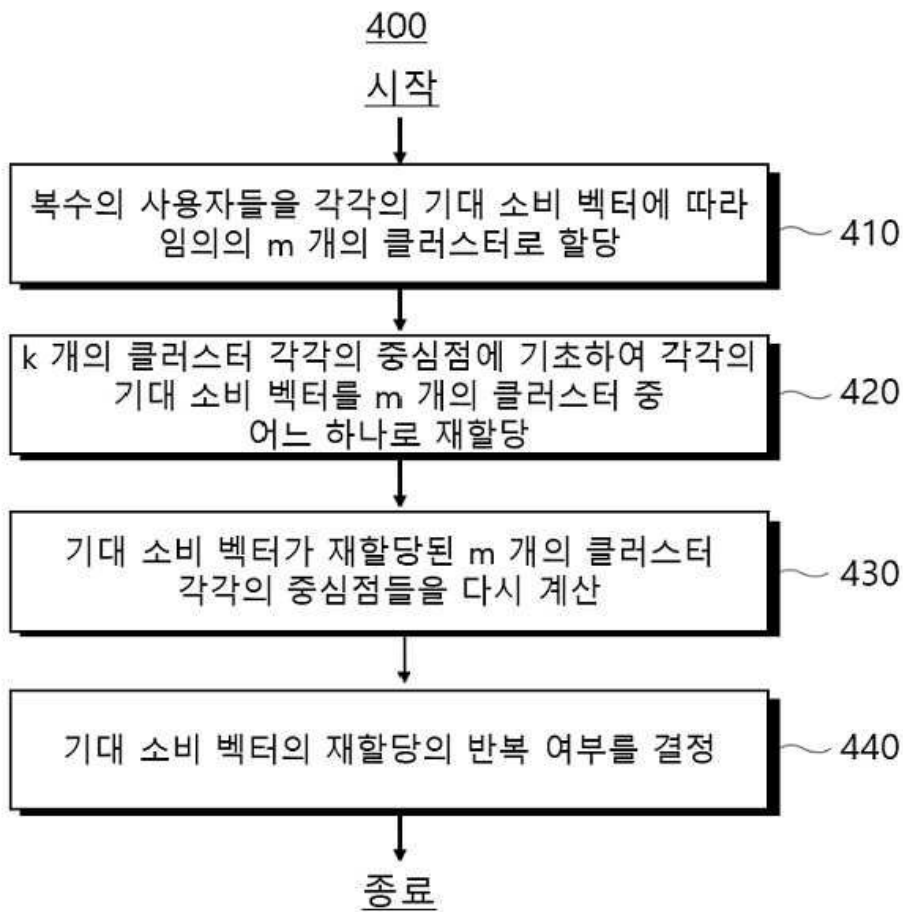 400
시작
복수의 사용자들을 각각의 기대 소비 벡터에 따라
임의의 m 개의 클러스터로 할당
410
k 개의 클러스터 각각의 중심점에 기초하여 각각의
기대 소비 벡터를 m 개의 클러스터 중
어느 하나로 재할당
420
기대 소비 벡터가 재할당된 m 개의 클러스터
각각의 중심점들을 다시 계산
430
기대 소비 벡터의 재할당의 반복 여부를 결정
440
종료